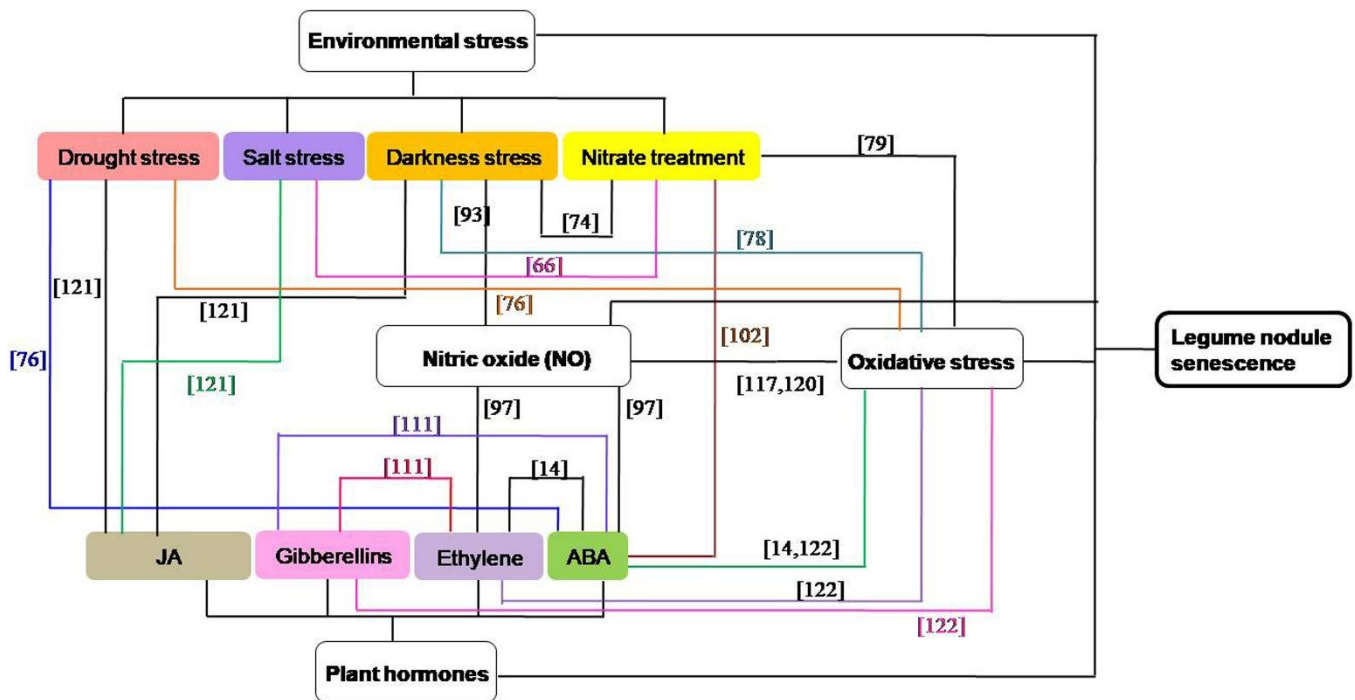 Environmental stress
Drought stress
Salt stress
Darkness stress
Nitrate treatment
[79]
[93]
[74]
[78]
[66]
[121]
[121]
[76]
[102]
[76]
[121]
Nitric oxide (NO)
Oxidative stress
Legume nodule
senescence
[117,120]
[97]
[97]
[111]
[111]
[14]
JA
Gibberellins
Ethylene
ABA
[14,122]
[122]
[122]
Plant hormones